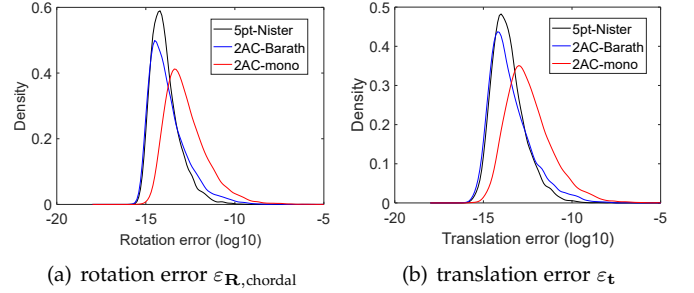 0.6
0.4
0.2
0
Density
5pt-Nister
2AC-Barath
2AC-mono
-20
-15
-10
-5
Rotation error (log10)
(a) rotation error ε_R,chordal
0.5
0.4
0.3
0.2
0.1
0
Density
5pt-Nister
2AC-Barath
2AC-mono
-20
-15
-10
-5
Translation error (log10)
(b) translation error ε_t